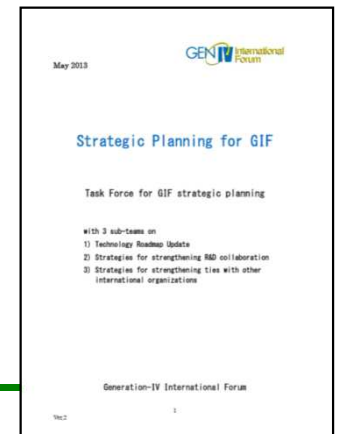 May 2013
GEN IV International Forum
Strategic Planning for GIF
Task Force for GIF strategic planning
with 3 sub-teams on
1) Technology Roadmap Update
2) Strategies for strengthening R&D collaboration
3) Strategies for strengthening ties with other
international organizations
Generation-IV International Forum
Ver.2
1